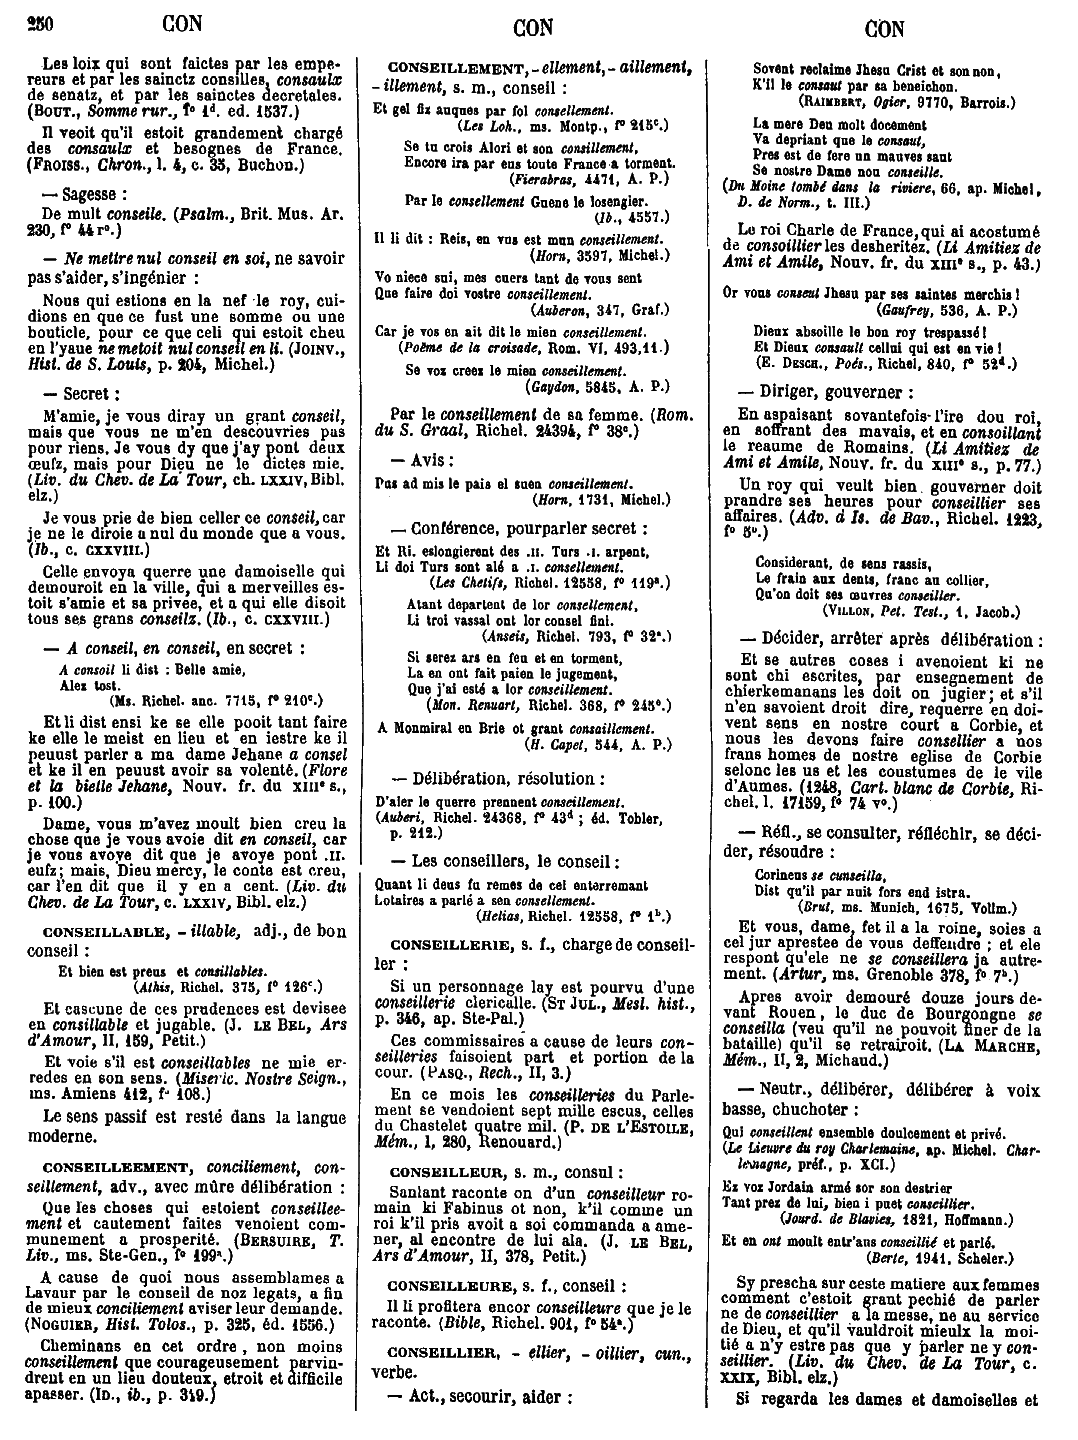 250 CON
CON
CON
Les loix qui sont faictes par les empe-
reurs et par les sainctz consilles, consaulx
de senatz, et par les sainctes decretales.
(BOUT., Somme rur., f° 1d. ed. 1537.)
Il veoit qu'il estoit grandement chargé
des consaulx et besognes de France.
(FROISS., Chron., l. 4, c. 35, Buchon.)
— Sagesse :
De mult conseile. (Psalm., Brit. Mus. Ar.
230, f° 44 r°.)
— Ne mettre nul conseil en soi, ne savoir
pas s'aider, s'ingénier :
Nous qui estions en la nef le roy, cui-
dions en que ce fust une somme ou une
bouticle, pour ce que celi qui estoit cheu
en l'yaue ne metoit nul conseil en li. (JOINV.,
Hist. de S. Louis, p. 204, Michel.)
— Secret :
M'amie, je vous diray un grant conseil,
mais que vous ne m'en descouvries pas
pour riens. Je vous dy que j'ay pont deux
œufz, mais pour Dieu ne le dictes mie.
(Liv. du Chev. de La Tour, ch. LXXIV, Bibl.
elz.)
Je vous prie de bien celler ce conseil, car
je ne le diroie a nul du monde que a vous.
(Ib., c. CXXVIII.)
Celle envoya querre une damoiselle qui
demouroit en la ville, qui a merveilles es-
toit s'amie et sa privée, et a qui elle disoit
tous ses grans conseilz. (Ib., c. CXXVIII.)
— A conseil, en conseil, en secret :
A consoil li dist : Belle amie,
Alez tost.
(Ms. Richel. anc. 7715, f° 210c.)
Et li dist ensi ke se elle pooit tant faire
ke elle le meist en lieu et en iestre ke il
peuust parler a ma dame Jehane a consel
et ke il en peuust avoir sa volenté. (Flore
et la bielle Jehane, Nouv. fr. du XIIIe s.,
p. 100.)
Dame, vous m'avez moult bien creu la
chose que je vous avoie dit en conseil, car
je vous avoye dit que je avoye pont .II.
eufz; mais, Dieu mercy, le conte est creu,
car l'en dit que il y en a cent. (Liv. du
Chev. de La Tour, c. LXXIV, Bibl. elz.)
CONSEILLABLE, - illable, adj., de bon
conseil :
Et bien est preus et consillables.
(Athis, Richel. 375, f° 126c.)
Et cascune de ces prudences est devisee
en consillable et jugable. (J. LE BEL, Ars
d'Amour, II, 159, Petit.)
Et voie s'il est conseillables ne mie er-
redes en son sens. (Miseric. Nostre Seign.,
ms. Amiens 412, f° 108.)
Le sens passif est resté dans la langue
moderne.
CONSEILLEEMENT, conciliement, con-
seillement, adv., avec mûre délibération :
Que les choses qui estoient conseillee-
ment et cautement faites venoient com-
munement a prosperité. (BERSUIRE, T.
Liv., ms. Ste-Gen., f° 199a.)
A cause de quoi nous assemblames a
Lavaur par le conseil de noz legats, a fin
de mieux conciliement aviser leur demande.
(NOGUIER, Hist. Tolos., p. 325, éd. 1556.)
Cheminans en cet ordre, non moins
conseillement que courageusement parvin-
drent en un lieu douteux, etroit et difficile
apasser. (ID., ib., p. 349.)
CONSEILLEMENT, - ellement, - aillement,
- illement, s. m., conseil :
Et gel fiz auques par fol consellement.
(Les Loh., ms. Montp., f° 215c.)
Se tu crois Alori et son consillement,
Encore ira par eus toute France a torment.
(Fierabras, 4471, A. P.)
Par le consellement Guene le losengier.
(Ib., 4557.)
Il li dit : Reis, en vus est mun conseillement.
(Horn, 3597, Michel.)
Vo niece sui, mes cuers tant de vous sent
Que faire doi vostre conseillement.
(Auberon, 347, Graf.)
Car je vos en ait dit le mien conseillement.
(Poème de la croisade, Rom. VI, 493,11.)
Se voz creez le mien conseillement.
(Gaydon, 5845, A. P.)
Par le conseillement de sa femme. (Rom.
du S. Graal, Richel. 24394, f° 38c.)
— Avis :
Pus ad mis le pais el suen conseillement.
(Horn, 1731, Michel.)
— Conférence, pourparler secret :
Et Ri. eslongierent des .II. Turs .I. arpent,
Li doi Turs sont alé a .I. consellement.
(Les Chetifs, Richel. 12558, f° 119a.)
Atant departent de lor consellement,
Li troi vassal ont lor consel fini.
(Anseis, Richel. 793, f° 32a.)
Si serez ars en feu et en torment,
La en ont fait paien le jugement,
Que j'ai esté a lor conseillement.
(Mon. Renuart, Richel. 368, f° 245c.)
A Monmiral en Brie ot grant consaillement.
(H. Capet, 544, A. P.)
— Délibération, résolution :
D'aler le querre prennent conseillement.
(Auberi, Richel. 24368, f° 43d ; éd. Tobler,
p. 212.)
— Les conseillers, le conseil :
Quant li deus fu remes de cel enterremant
Lotaires a parlé a sen consellement.
(Helias, Richel. 12558, f° 1b.)
CONSEILLERIE, s. f., charge de conseil-
ler :
Si un personnage lay est pourvu d'une
conseillerie clericalle. (ST JUL., Mesl. hist.,
p. 346, ap. Ste-Pal.)
Ces commissaires a cause de leurs con-
seilleries faisoient part et portion de la
cour. (PASQ., Rech., II, 3.)
En ce mois les conseilleries du Parle-
ment se vendoient sept mille escus, celles
du Chastelet quatre mil. (P. DE L'ESTOILE,
Mém., I, 280, Renouard.)
CONSEILLEUR, s. m., consul :
Sanlant raconte on d'un conseilleur ro-
main ki Fabinus ot non, k'il comme un
roi k'il pris avoit a soi commanda a ame-
ner, al encontre de lui ala. (J. LE BEL,
Ars d'Amour, II, 378, Petit.)
CONSEILLEURE, s. f., conseil :
Il li profitera encor conseilleure que je le
raconte. (Bible, Richel. 901, f° 54a.)
CONSEILLIER, - ellier, - oillier, cun.,
verbe.
— Act., secourir, aider :
Sovent reclaime Jhesu Crist et son non,
K'il le consaut par sa beneichon.
(RAIMBERT, Ogier, 9770, Barrois.)
La mere Deu molt docement
Va depriant que le consaut,
Pres est de fere un mauves saut
Se nostre Dame nou conseille.
(Du Moine tombé dans la riviere, 66, ap. Michel,
D. de Norm., t. III.)
Lo roi Charle de France, qui ai acostumé
de consoillier les desheritez. (Li Amitiez de
Ami et Amile, Nouv. fr. du XIIIe s., p. 43.)
Or vous conseut Jhesu par ses saintes merchis !
(Gaufrey, 536, A. P.)
Dieux absoille le bon roy trespassé !
Et Dieux consault cellui qui est en vie !
(E. DESCH., Poés., Richel, 840, f° 52d.)
— Diriger, gouverner :
En aspaisant sovantefois l'ire dou roi,
en soffrant des mavais, et en consoillant
le reaume de Romains. (Li Amitiez de
Ami et Amile, Nouv. fr. du XIIIe s., p. 77.)
Un roy qui veult bien gouverner doit
prandre ses heures pour conseillier ses
affaires. (Adv. a Is. de Bav., Richel. 1223,
f° 5v.)
Considerant, de sens rassis,
Le frain aux dents, franc au collier,
Qu'on doit ses œuvres conseiller.
(VILLON, Pet. Test., 1, Jacob.)
— Décider, arrêter après délibération :
Et se autres coses i avenoient ki ne
sont chi escrites, par ensegnement de
chierkemanans les doit on jugier; et s'il
n'en savoient droit dire, requerre en doi-
vent sens en nostre court a Corbie, et
nous les devons faire consellier a nos
frans homes de nostre eglise de Corbie
selonc les us et les coustumes de le vile
d'Aumes. (1248, Cart. blanc de Corbie, Ri-
chel. l. 17159, f° 74 v°.)
— Réfl., se consulter, réfléchir, se déci-
der, résoudre :
Corineus se cunseilla,
Dist qu'il par nuit fors end istra.
(Brut, ms. Munich, 1675, Vollm.)
Et vous, dame, fet il a la roine, soies a
cel jur aprestee de vous deffendre ; et ele
respont qu'ele ne se conseillera ja autre-
ment. (Artur, ms. Grenoble 378, f° 7b.)
Apres avoir demouré douze jours de-
vant Rouen, le duc de Bourgongne se
conseilla (veu qu'il ne pouvoit finer de la
bataille) qu'il se retrairoit. (LA MARCHE,
Mém., II, 2, Michaud.)
— Neutr., délibérer, délibérer à voix
basse, chuchoter :
Qui conseillent ensemble doulcement et privé.
(Le Lieuvre du roy Charlemaine, ap. Michel. Char-
lemagne, préf., p. XCI.)
Ez voz Jordain armé sor son destrier
Tant prez de lui, bien i puet conseillier.
(Jourd. de Blavies, 1821, Hoffmann.)
Et en ont moult entr'aus conseillié et parlé.
(Berte, 1941, Scheler.)
Sy prescha sur ceste matiere aux femmes
comment c'estoit grant pechié de parler
ne de conseillier a la messe, ne au service
de Dieu, et qu'il vauldroit mieulx la moi-
tié a n'y estre pas que y parler ne y con-
seillier. (Liv. du Chev. de La Tour, c.
XXIX, Bibl. elz.)
Si regarda les dames et damoiselles et